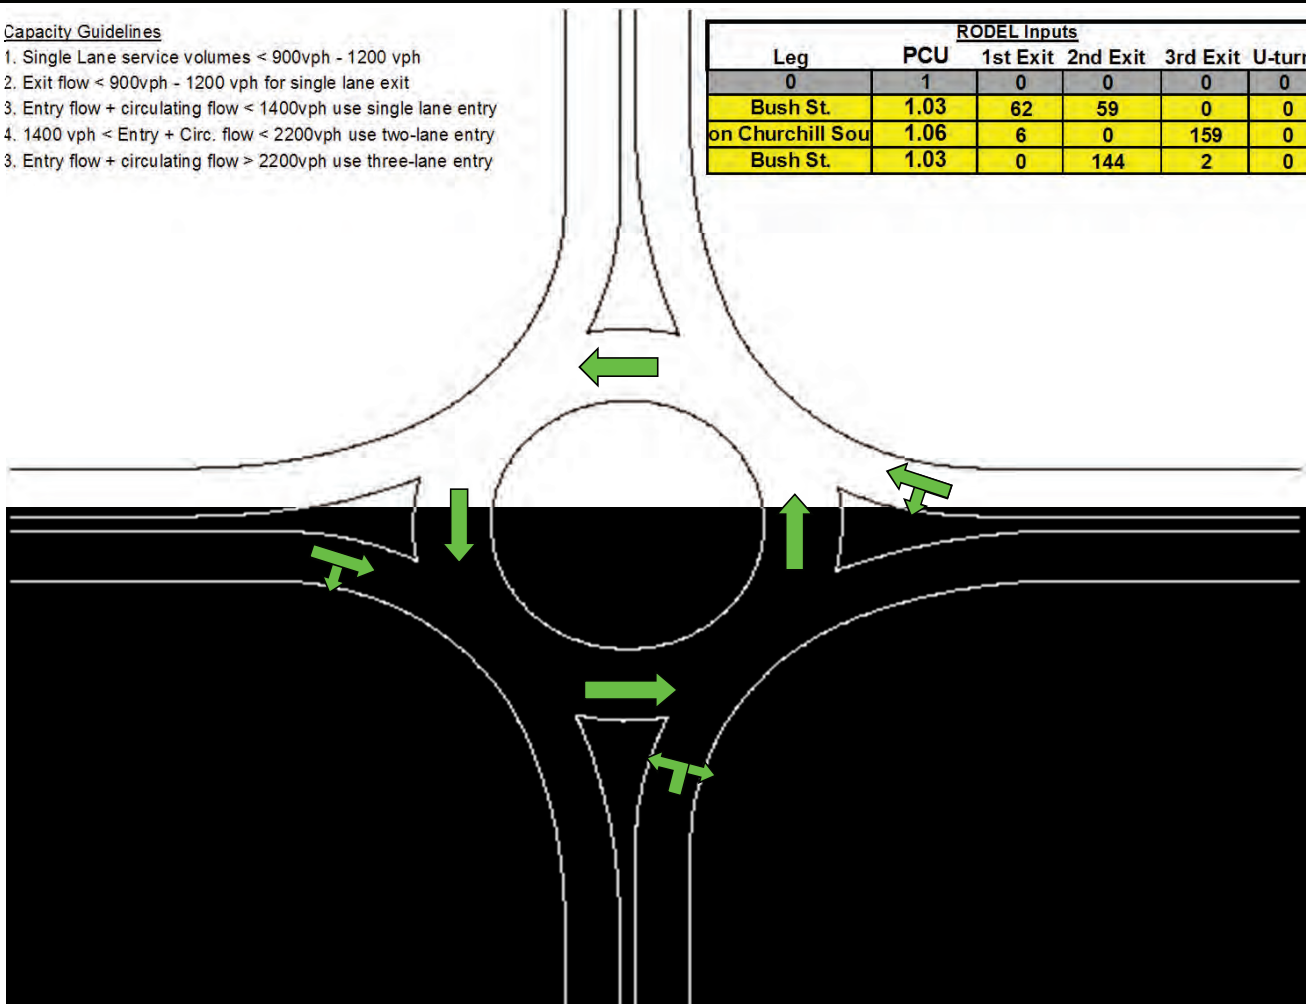 Capacity Guidelines
1. Single Lane service volumes < 900vph - 1200 vph
2. Exit flow < 900vph - 1200 vph for single lane exit
3. Entry flow + circulating flow < 1400vph use single lane entry
4. 1400 vph < Entry + Circ. flow < 2200vph use two-lane entry
3. Entry flow + circulating flow > 2200vph use three-lane entry
RODEL Inputs
Leg PCU 1st Exit 2nd Exit 3rd Exit U-turn
0 1 0 0 0 0
Bush St. 1.03 62 59 0 0
on Churchill Sou 1.06 6 0 159 0
Bush St. 1.03 0 144 2 0